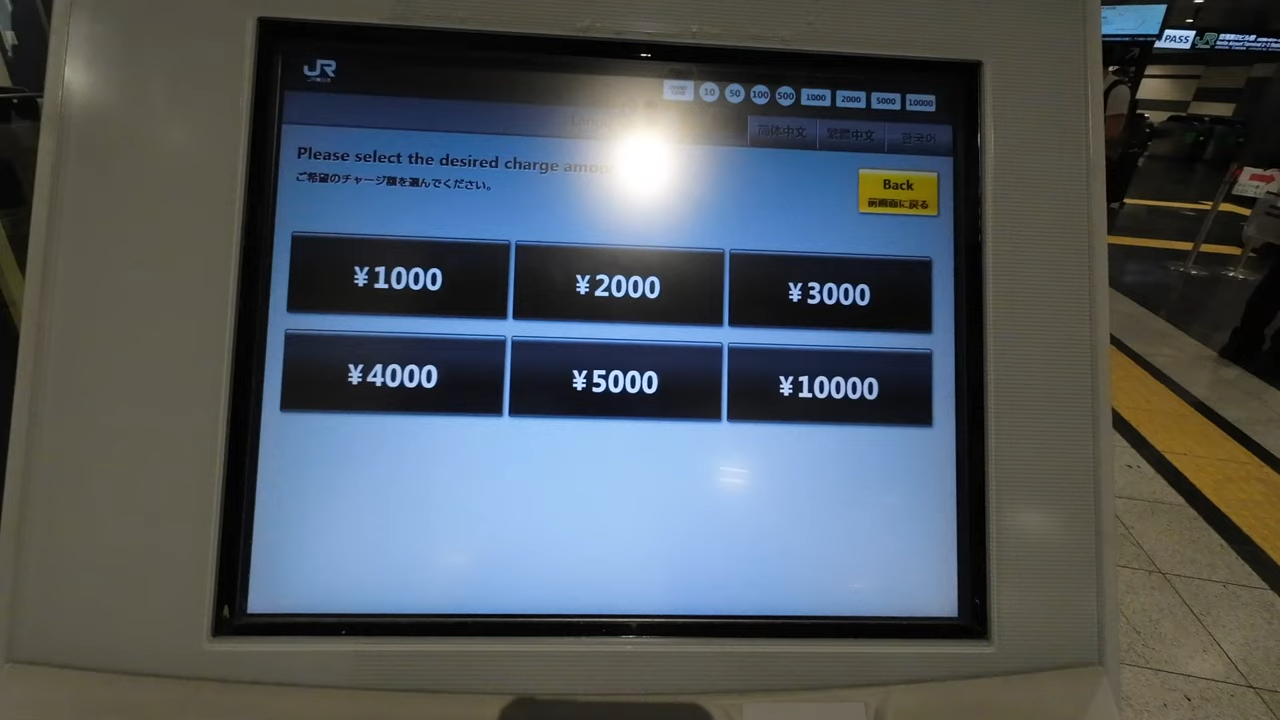 JR
10 50 100 500 1000 2000 5000 10000
简体中文 繁體中文 한국어
Please select the desired charge
ご希望のチャージ額を選んでください。
Back
前画面に戻る
¥1000 ¥2000 ¥3000
¥4000 ¥5000 ¥10000
PASS JR